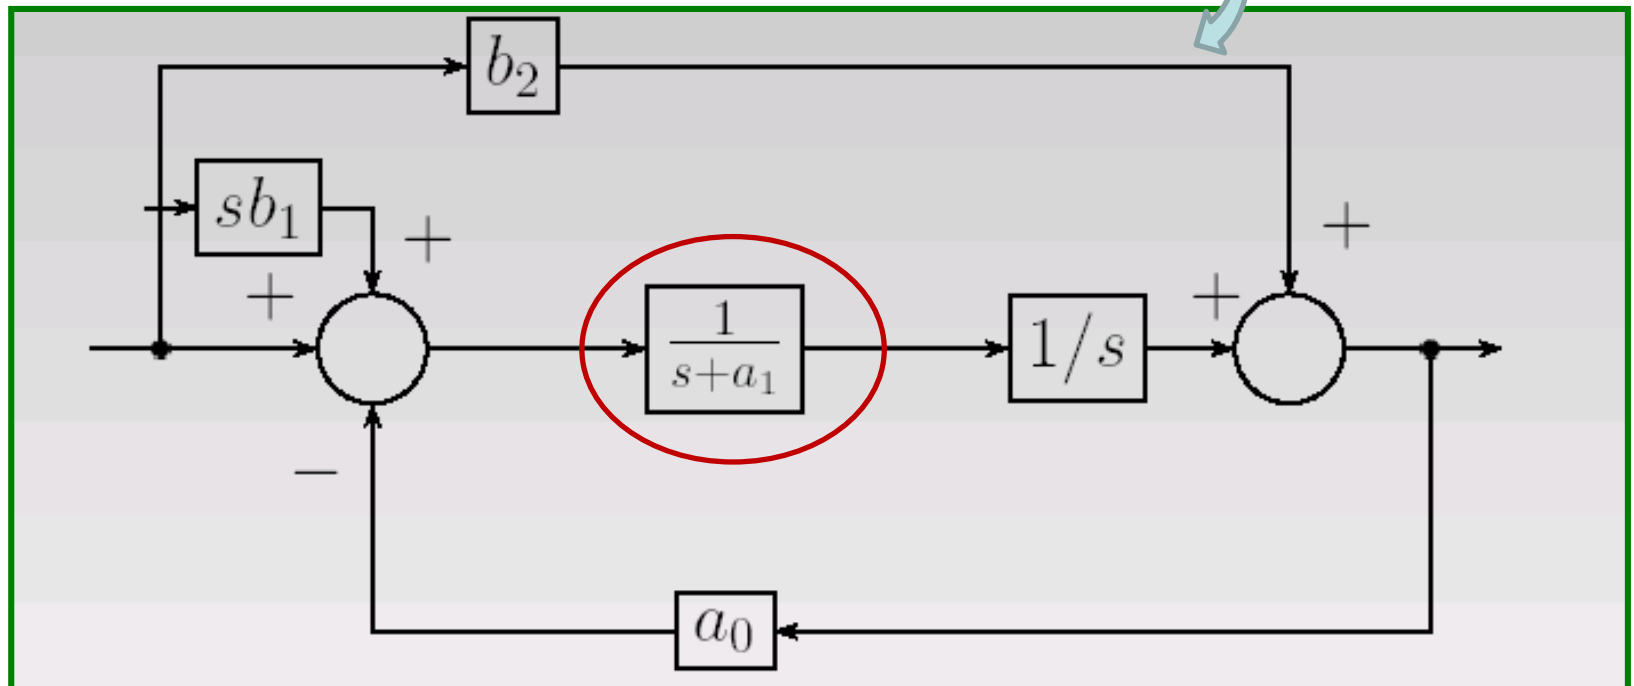 b₂
sb₁
+
+
+
+
1
s+a₁
1/s
−
a₀